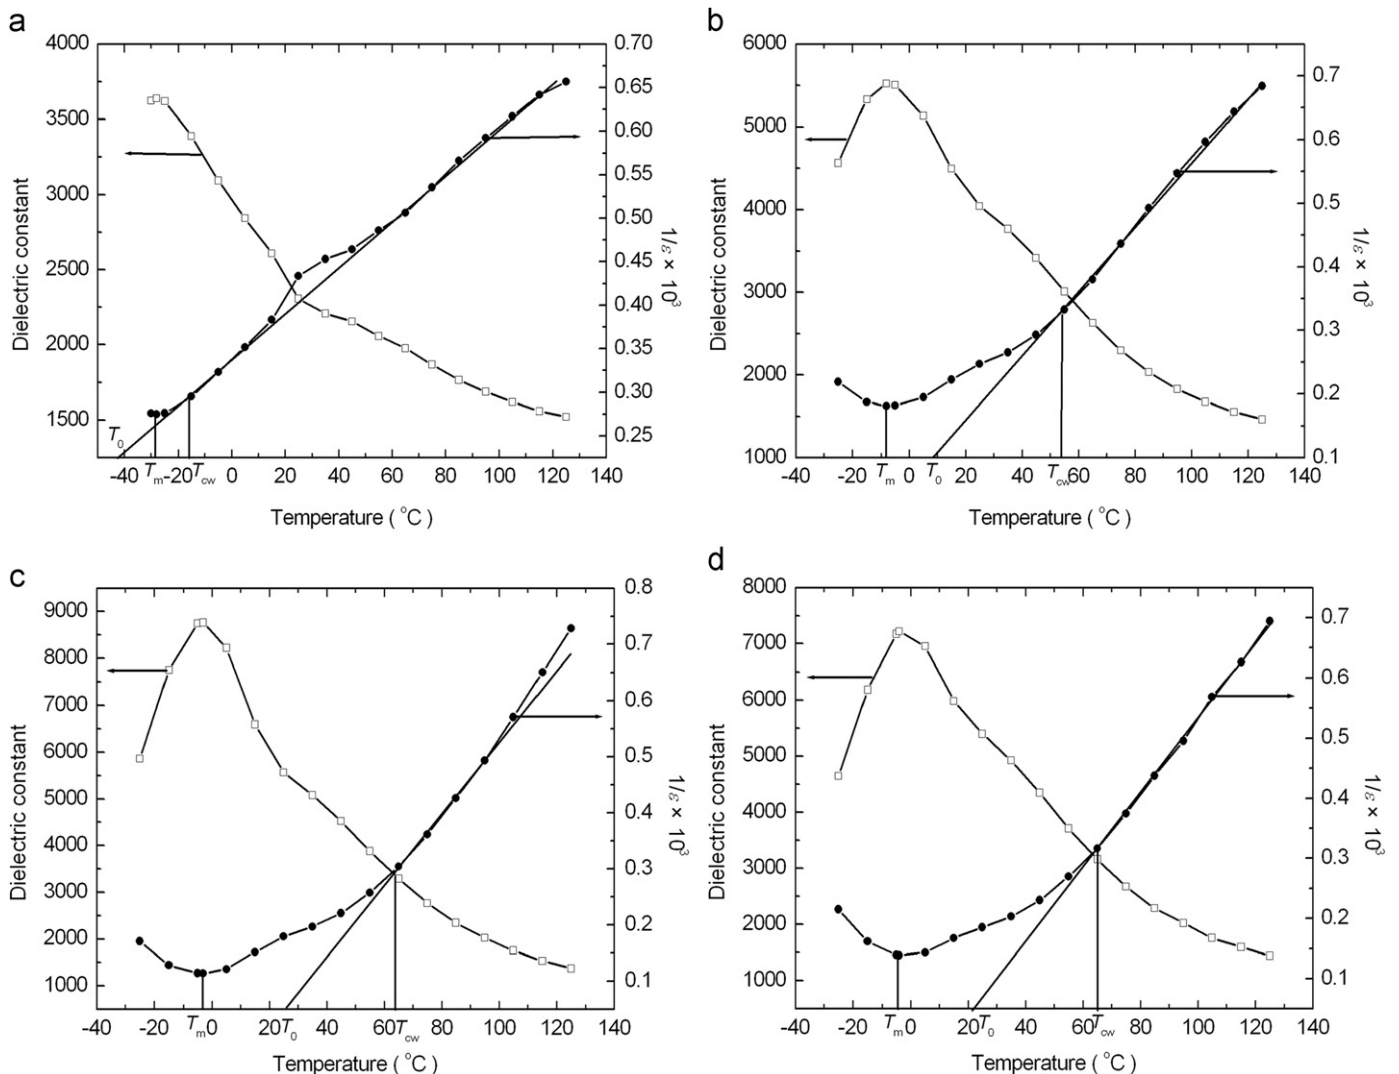 a
4000
3500
3000
2500
2000
1500
Dielectric constant
0.70
0.65
0.60
0.55
0.50
0.45
0.40
0.35
0.30
0.25
1/ε × 10³
T₀
-40 Tₘ -20 T_cw 0 20 40 60 80 100 120 140
Temperature ( °C )
b
6000
5000
4000
3000
2000
1000
Dielectric constant
0.7
0.6
0.5
0.4
0.3
0.2
0.1
1/ε × 10³
-40 -20 Tₘ 0 T₀ 20 40 T_cw 60 80 100 120 140
Temperature ( °C )
c
9000
8000
7000
6000
5000
4000
3000
2000
1000
Dielectric constant
0.8
0.7
0.6
0.5
0.4
0.3
0.2
0.1
1/ε × 10³
-40 -20 Tₘ 0 20 T₀ 40 60 T_cw 80 100 120 140
Temperature ( °C )
d
8000
7000
6000
5000
4000
3000
2000
1000
Dielectric constant
0.7
0.6
0.5
0.4
0.3
0.2
0.1
1/ε × 10³
-40 -20 Tₘ 0 20 T₀ 40 60 T_cw 80 100 120 140
Temperature ( °C )